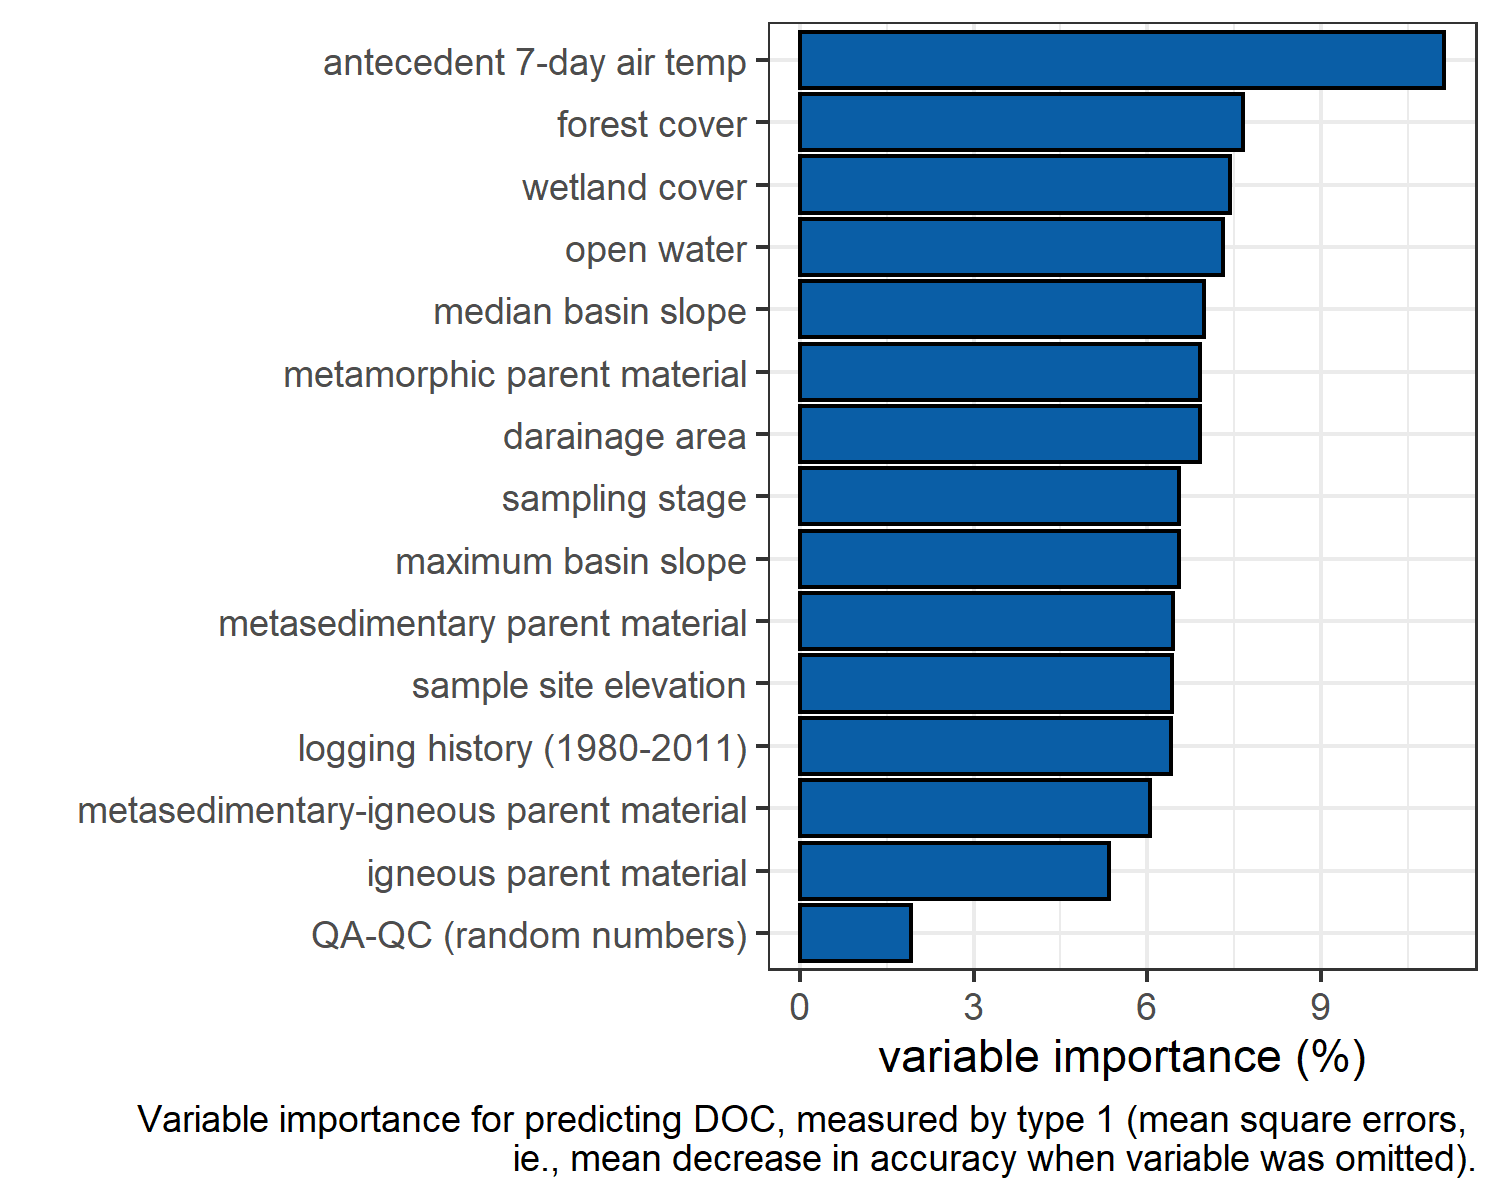 antecedent 7-day air temp
forest cover
wetland cover
open water
median basin slope
metamorphic parent material
darainage area
sampling stage
maximum basin slope
metasedimentary parent material
sample site elevation
logging history (1980-2011)
metasedimentary-igneous parent material
igneous parent material
QA-QC (random numbers)
0 3 6 9
variable importance (%)
Variable importance for predicting DOC, measured by type 1 (mean square errors,
ie., mean decrease in accuracy when variable was omitted).